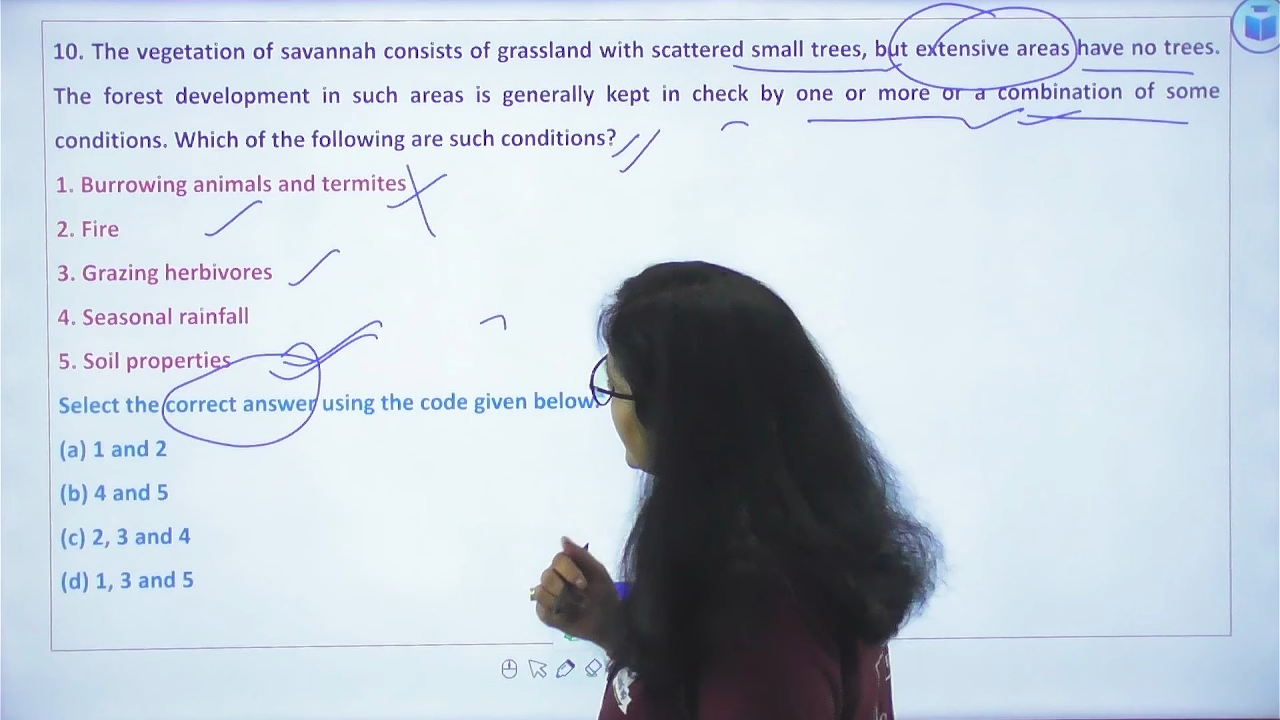 10. The vegetation of savannah consists of grassland with scattered small trees, but extensive areas have no trees.
The forest development in such areas is generally kept in check by one or more or a combination of some
conditions. Which of the following are such conditions?
1. Burrowing animals and termites
2. Fire
3. Grazing herbivores
4. Seasonal rainfall
5. Soil properties
Select the correct answer using the code given below.
(a) 1 and 2
(b) 4 and 5
(c) 2, 3 and 4
(d) 1, 3 and 5